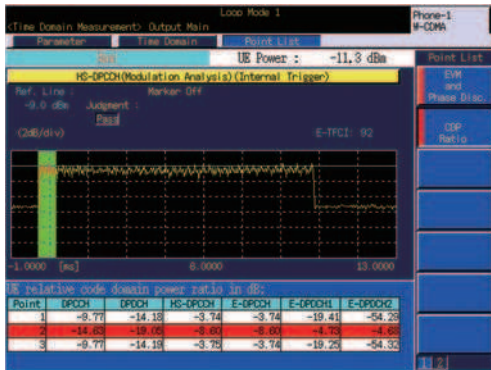 Loop Mode 1
Phone-1
<Time Domain Measurement> Output Main
W-CDMA
Parameter Time Domain Point List
UE Power : -11.3 dBm
Point List
HS-DPCCH(Modulation Analysis)(Internal Trigger)
EVM
and
Phase Disc.
Ref. Line : Marker Off
-9.0 dBm Judgment :
Pass
CDP
Ratio
(2dB/div) E-TFCI: 92
-1.0000 [ms] 6.0000 13.0000
UE relative code domain power ratio in dB:
Point DPCCH DPDCH HS-DPCCH E-DPCCH E-DPDCH1 E-DPDCH2
1 -9.77 -14.18 -3.74 -3.74 -19.41 -54.29
2 -14.63 -19.05 -8.60 -8.60 -4.73 -4.68
3 -9.77 -14.19 -3.75 -3.74 -19.25 -54.32
1 2